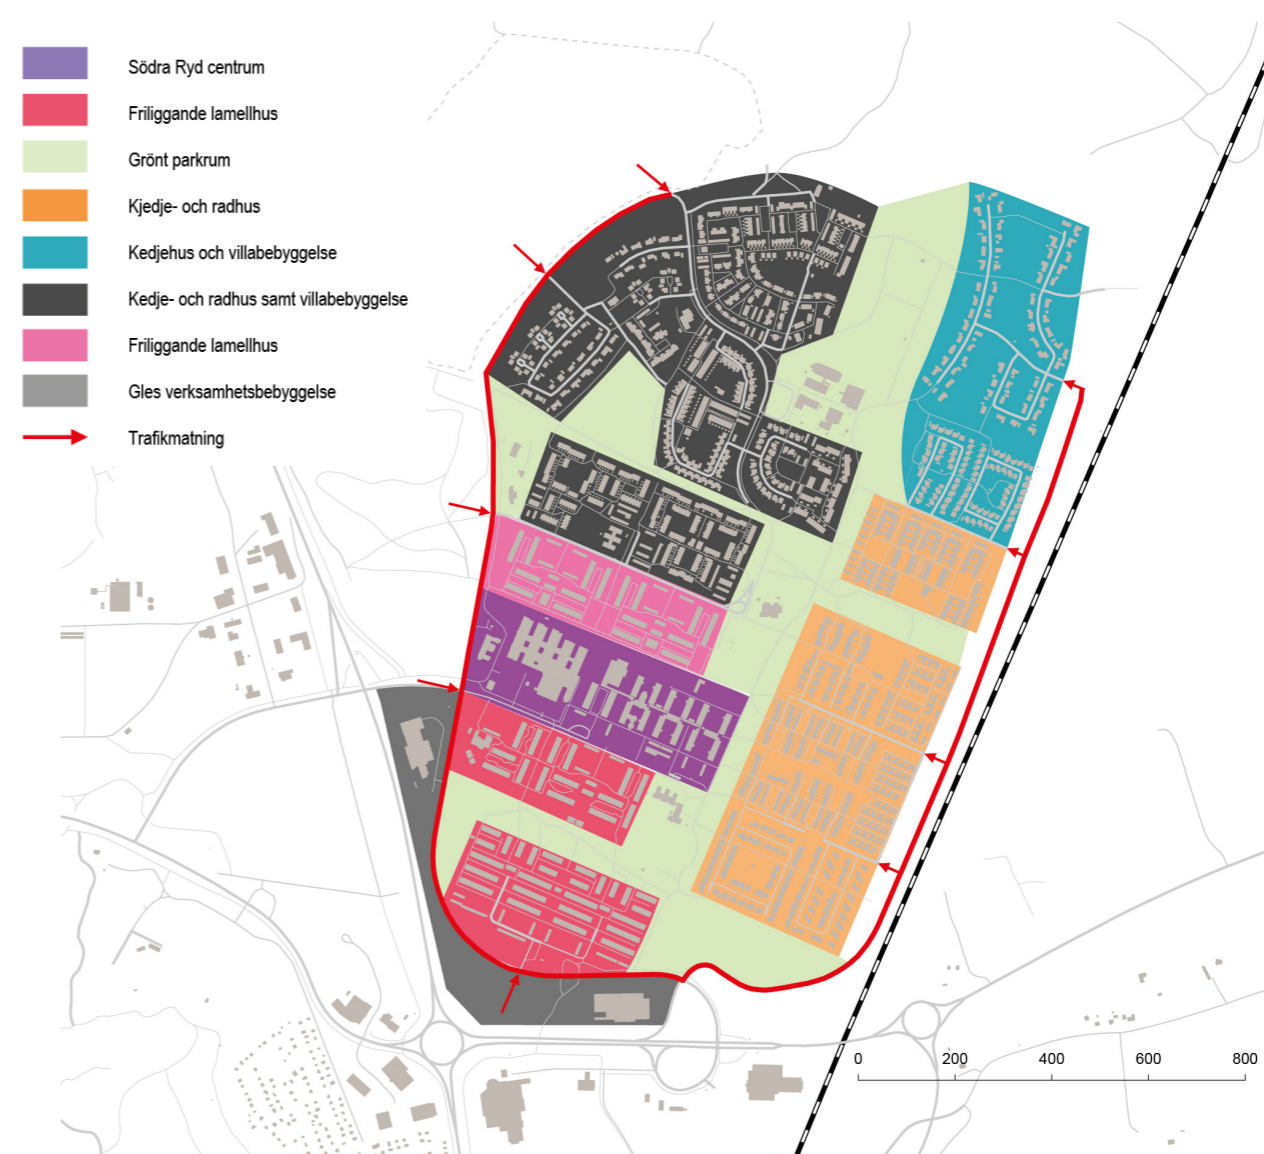 Södra Ryd centrum
Friliggande lamellhus
Grönt parkrum
Kjedje- och radhus
Kedjehus och villabebyggelse
Kedje- och radhus samt villabebyggelse
Friliggande lamellhus
Gles verksamhetsbebyggelse
Trafikmatning
0 200 400 600 800